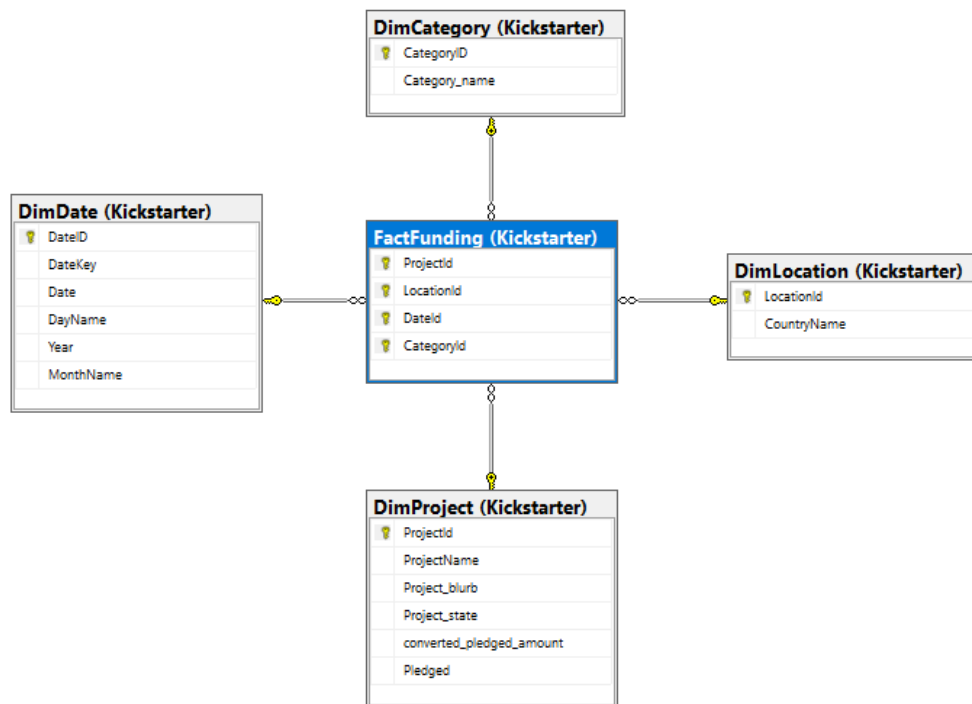 DimCategory (Kickstarter)
CategoryID
Category_name
DimDate (Kickstarter)
DateID
DateKey
Date
DayName
Year
MonthName
FactFunding (Kickstarter)
ProjectId
LocationId
DateId
CategoryId
DimLocation (Kickstarter)
LocationId
CountryName
DimProject (Kickstarter)
ProjectId
ProjectName
Project_blurb
Project_state
converted_pledged_amount
Pledged